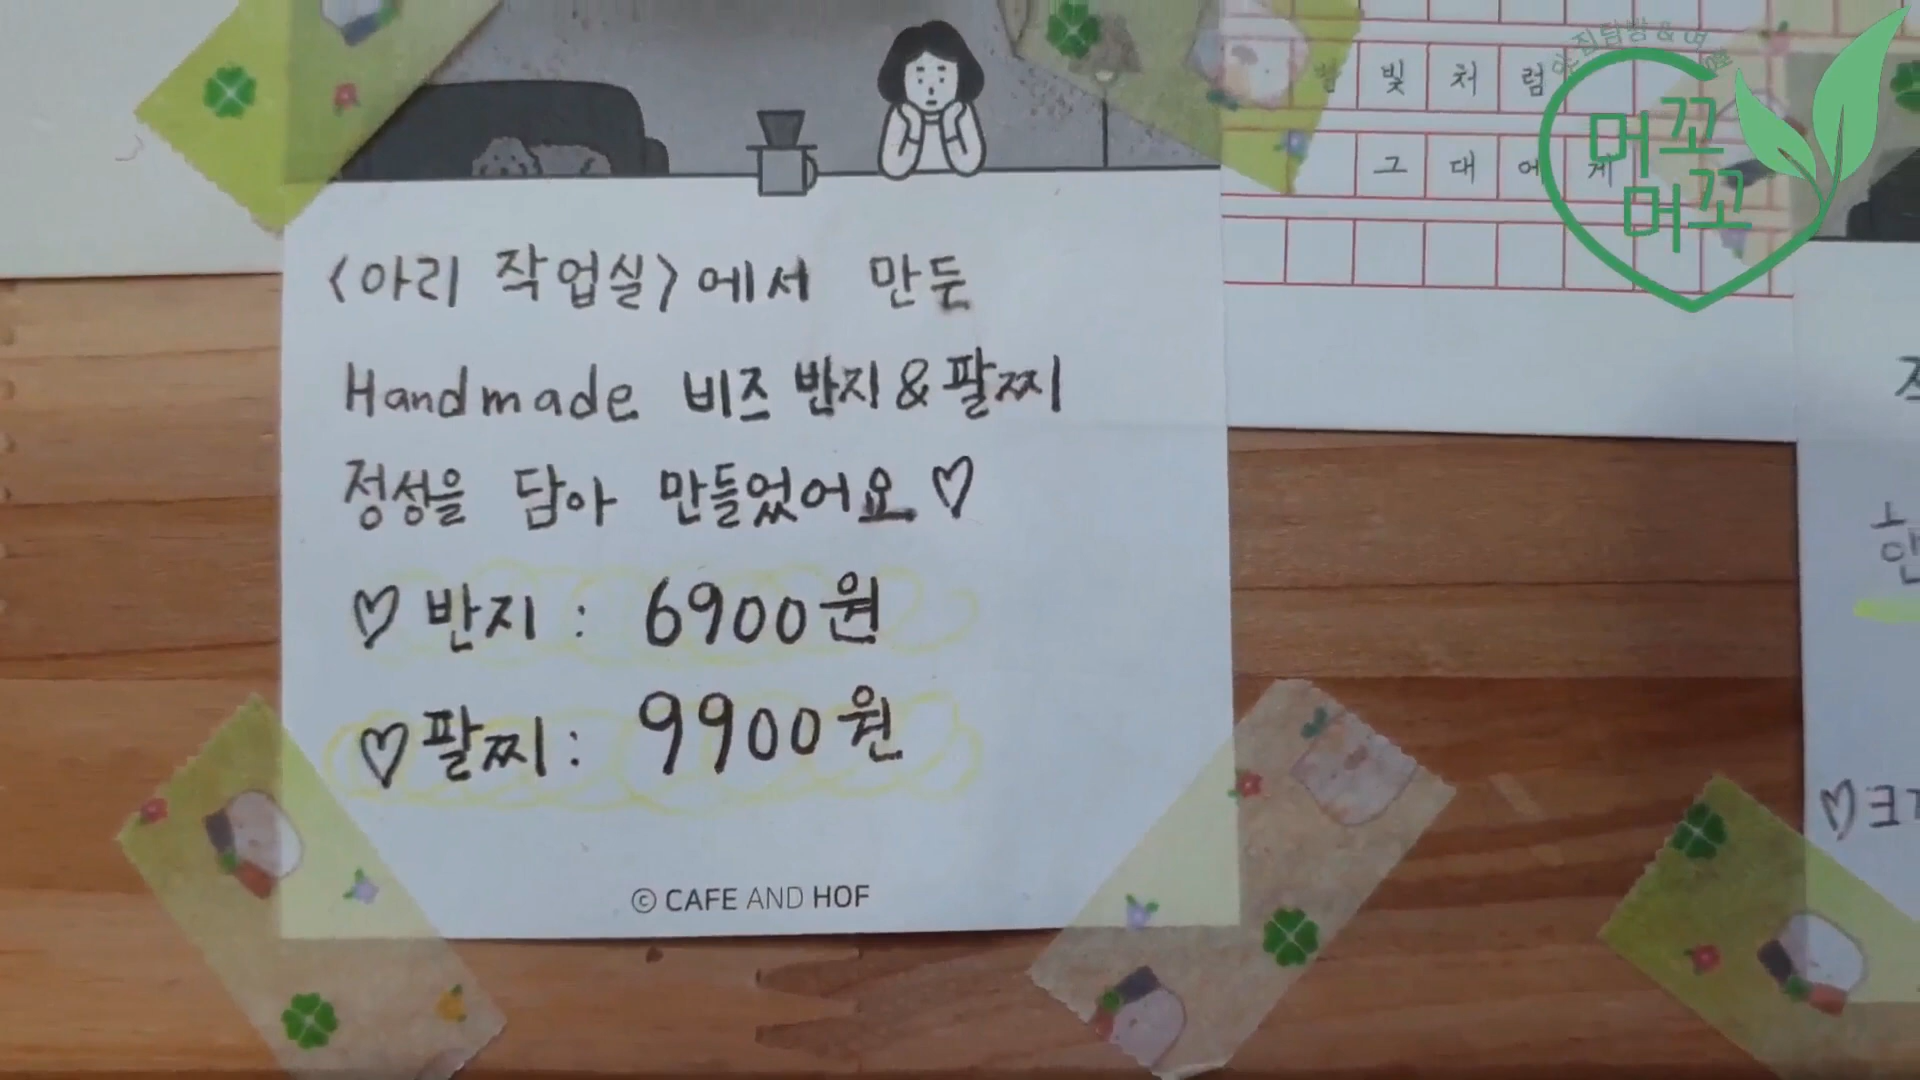 <아리 작업실>에서 만든
Handmade 비즈 반지 & 팔찌
정성을 담아 만들었어요♡
♡ 반지 : 6900원
♡ 팔찌 : 9900원
ⓒ CAFE AND HOF
빛처럼
그대에게
머꼬
머꼬